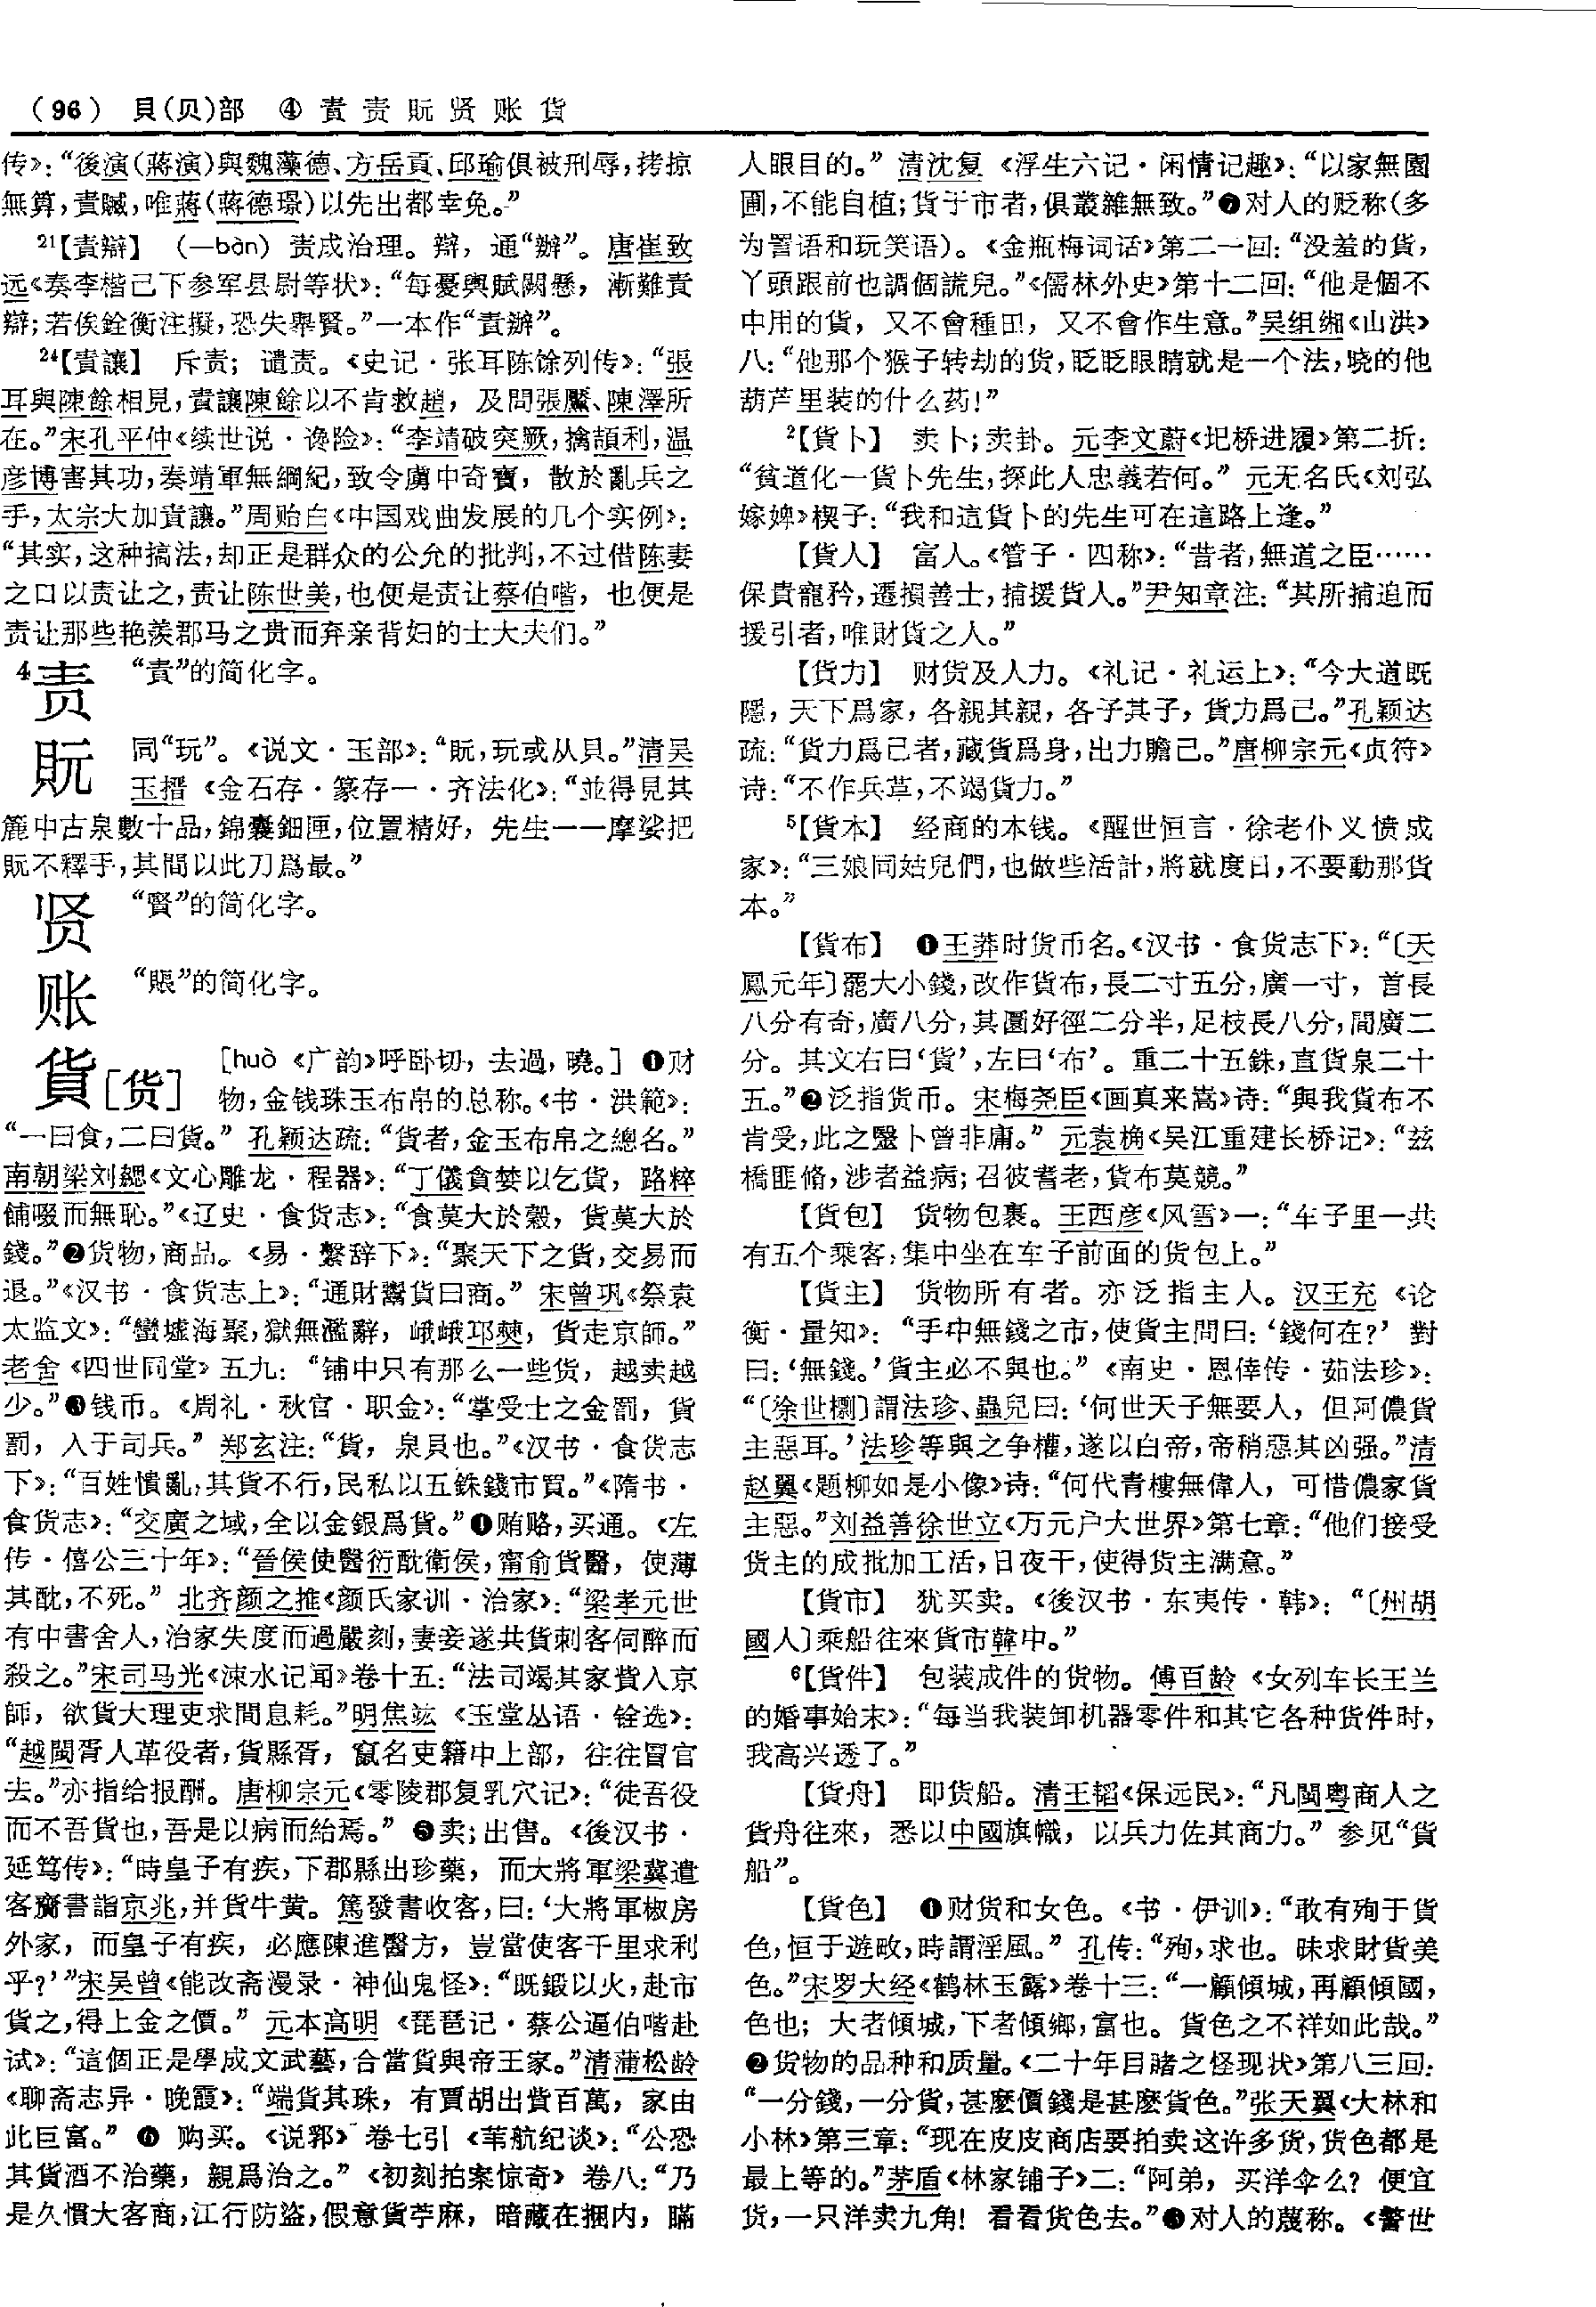 (96) 貝(贝)部 ④ 責 责 貦 贤 账 貨
传》：“後演(蔣演)與魏藻德、方岳貢、邱瑜俱被刑辱，拷掠
無算，責贓，唯蔣(蔣德璟)以先出都幸免。”
21【責辯】 (—bàn) 责成治理。辯，通“辦”。唐崔致
远《奏李楷已下参军县尉等状》：“每憂輿賦闕懸，漸難責
辯；若俟銓衡注擬，恐失舉賢。”一本作“責辦”。
24【責讓】 斥责；谴责。《史记·张耳陈馀列传》：“張
耳與陳餘相見，責讓陳餘以不肯救趙，及問張黶、陳澤所
在。”宋孔平仲《续世说·谗险》：“李靖破突厥，擒頡利，温
彦博害其功，奏靖軍無綱紀，致令虜中奇寶，散於亂兵之
手，太宗大加責讓。”周贻白《中国戏曲发展的几个实例》：
“其实，这种搞法，却正是群众的公允的批判，不过借陈妻
之口以责让之，责让陈世美，也便是责让蔡伯喈，也便是
责让那些艳羡郡马之贵而弃亲背妇的士大夫们。”
4责 “責”的简化字。
貦 同“玩”。《说文·玉部》：“貦，玩或从貝。”清吴
玉搢《金石存·篆存一·齐法化》：“並得見其
簏中古泉數十品，錦囊鈿匣，位置精好，先生一一摩挲把
貦不釋手，其間以此刀爲最。”
贤 “賢”的简化字。
账 “賬”的简化字。
貨[货] [huò 《广韵》呼卧切，去過，曉。] ❶财
物，金钱珠玉布帛的总称。《书·洪範》：
“一曰食，二曰貨。” 孔颖达疏：“貨者，金玉布帛之總名。”
南朝梁刘勰《文心雕龙·程器》：“丁儀貪婪以乞貨，路粹
餔啜而無恥。”《辽史·食货志》：“食莫大於穀，貨莫大於
錢。”❷货物，商品。《易·繫辞下》：“聚天下之貨，交易而
退。”《汉书·食货志上》：“通財鬻貨曰商。” 宋曾巩《祭袁
太监文》：“蠻墟海聚，獄無濫辭，峨峨邛僰，貨走京師。”
老舍《四世同堂》五九：“铺中只有那么一些货，越卖越
少。”❸钱币。《周礼·秋官·职金》：“掌受士之金罰，貨
罰，入于司兵。” 郑玄注：“貨，泉貝也。”《汉书·食货志
下》：“百姓憒亂，其貨不行，民私以五銖錢市買。”《隋书·
食货志》：“交廣之域，全以金銀爲貨。”❹贿赂，买通。《左
传·僖公三十年》：“晉侯使醫衍酖衛侯，甯俞貨醫，使薄
其酖，不死。” 北齐颜之推《颜氏家训·治家》：“梁孝元世
有中書舍人，治家失度而過嚴刻，妻妾遂共貨刺客伺醉而
殺之。”宋司马光《涑水记闻》卷十五：“法司竭其家貲入京
師，欲貨大理吏求間息耗。”明焦竑《玉堂丛语·铨选》：
“越閩胥人革役者，貨縣胥，竄名吏籍中上部，往往冒官
去。”亦指给报酬。唐柳宗元《零陵郡复乳穴记》：“徒吾役
而不吾貨也，吾是以病而紿焉。” ❺卖；出售。《後汉书·
延笃传》：“時皇子有疾，下郡縣出珍藥，而大將軍梁冀遣
客齎書詣京兆，并貨牛黄。篤發書收客，曰：‘大將軍椒房
外家，而皇子有疾，必應陳進醫方，豈當使客千里求利
乎？’”宋吴曾《能改斋漫录·神仙鬼怪》：“既鍛以火，赴市
貨之，得上金之價。” 元本高明《琵琶记·蔡公逼伯喈赴
试》：“這個正是學成文武藝，合當貨與帝王家。”清蒲松龄
《聊斋志异·晚霞》：“端貨其珠，有賈胡出貲百萬，家由
此巨富。” ❻ 购买。《说郛》卷七引《苇航纪谈》：“公恐
其貨酒不治藥，親爲治之。” 《初刻拍案惊奇》卷八：“乃
是久慣大客商，江行防盜，假意貨苧麻，暗藏在捆内，瞞
人眼目的。” 清沈复《浮生六记·闲情记趣》：“以家無園
圃，不能自植；貨于市者，俱叢雜無致。”❼对人的贬称(多
为詈语和玩笑语)。《金瓶梅词话》第二一回：“没羞的貨，
丫頭跟前也調個謊兒。”《儒林外史》第十二回：“他是個不
中用的貨，又不會種田，又不會作生意。”吴组缃《山洪》
八：“他那个猴子转劫的货，眨眨眼睛就是一个法，晓的他
葫芦里装的什么药！”
2【貨卜】 卖卜；卖卦。元李文蔚《圯桥进履》第二折：
“貧道化一貨卜先生，探此人忠義若何。” 元无名氏《刘弘
嫁婢》楔子：“我和這貨卜的先生可在這路上逢。”
【貨人】 富人。《管子·四称》：“昔者，無道之臣……
保貴寵矜，遷損善士，捕援貨人。”尹知章注：“其所捕追而
援引者，唯財貨之人。”
【貨力】 财货及人力。《礼记·礼运上》：“今大道既
隱，天下爲家，各親其親，各子其子，貨力爲己。”孔颖达
疏：“貨力爲己者，藏貨爲身，出力贍己。”唐柳宗元《贞符》
诗：“不作兵革，不竭貨力。”
5【貨本】 经商的本钱。《醒世恒言·徐老仆义愤成
家》：“三娘同姑兒們，也做些活計，將就度日，不要動那貨
本。”
【貨布】 ❶王莽时货币名。《汉书·食货志下》：“〔天
鳳元年〕罷大小錢，改作貨布，長二寸五分，廣一寸，首長
八分有奇，廣八分，其圜好徑二分半，足枝長八分，間廣二
分。其文右曰‘貨’，左曰‘布’。重二十五銖，直貨泉二十
五。”❷泛指货币。宋梅尧臣《画真来嵩》诗：“與我貨布不
肯受，此之醫卜曾非庸。” 元袁桷《吴江重建长桥记》：“兹
橋匪脩，涉者益病；召彼耆老，貨布莫競。”
【貨包】 货物包裹。王西彦《风雪》一：“车子里一共
有五个乘客，集中坐在车子前面的货包上。”
【貨主】 货物所有者。亦泛指主人。汉王充《论
衡·量知》：“手中無錢之市，使貨主問曰：‘錢何在？’ 對
曰：‘無錢。’貨主必不與也。” 《南史·恩倖传·茹法珍》：
“〔徐世檦〕謂法珍、蟲兒曰：‘何世天子無要人，但阿儂貨
主惡耳。’法珍等與之争權，遂以白帝，帝稍惡其凶强。”清
赵翼《题柳如是小像》诗：“何代青樓無偉人，可惜儂家貨
主惡。”刘益善徐世立《万元户大世界》第七章：“他们接受
货主的成批加工活，日夜干，使得货主满意。”
【貨市】 犹买卖。《後汉书·东夷传·韩》：“〔州胡
國人〕乘船往來貨市韓中。”
6【貨件】 包装成件的货物。傅百龄《女列车长王兰
的婚事始末》：“每当我装卸机器零件和其它各种货件时，
我高兴透了。”
【貨舟】 即货船。清王韬《保远民》：“凡閩粤商人之
貨舟往來，悉以中國旗幟，以兵力佐其商力。” 参见“貨
船”。
【貨色】 ❶财货和女色。《书·伊训》：“敢有殉于貨
色，恒于遊畋，時謂淫風。” 孔传：“殉，求也。昧求財貨美
色。”宋罗大经《鹤林玉露》卷十三：“一顧傾城，再顧傾國，
色也；大者傾城，下者傾鄉，富也。貨色之不祥如此哉。”
❷货物的品种和质量。《二十年目睹之怪现状》第八三回：
“一分錢，一分貨，甚麽價錢是甚麽貨色。”张天翼《大林和
小林》第三章：“现在皮皮商店要拍卖这许多货，货色都是
最上等的。”茅盾《林家铺子》二：“阿弟，买洋伞么？便宜
货，一只洋卖九角！看看货色去。”❸对人的蔑称。《警世